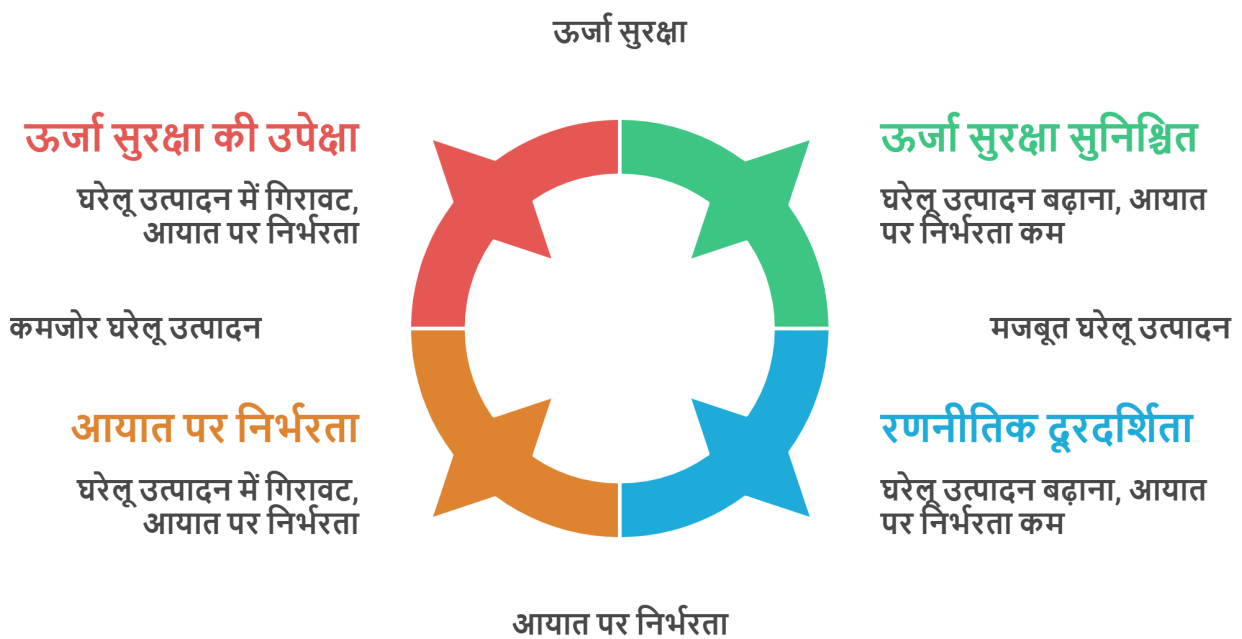 ऊर्जा सुरक्षा
ऊर्जा सुरक्षा की उपेक्षा
घरेलू उत्पादन में गिरावट,
आयात पर निर्भरता
ऊर्जा सुरक्षा सुनिश्चित
घरेलू उत्पादन बढ़ाना, आयात
पर निर्भरता कम
कमजोर घरेलू उत्पादन
मजबूत घरेलू उत्पादन
आयात पर निर्भरता
घरेलू उत्पादन में गिरावट,
आयात पर निर्भरता
रणनीतिक दूरदर्शिता
घरेलू उत्पादन बढ़ाना, आयात
पर निर्भरता कम
आयात पर निर्भरता